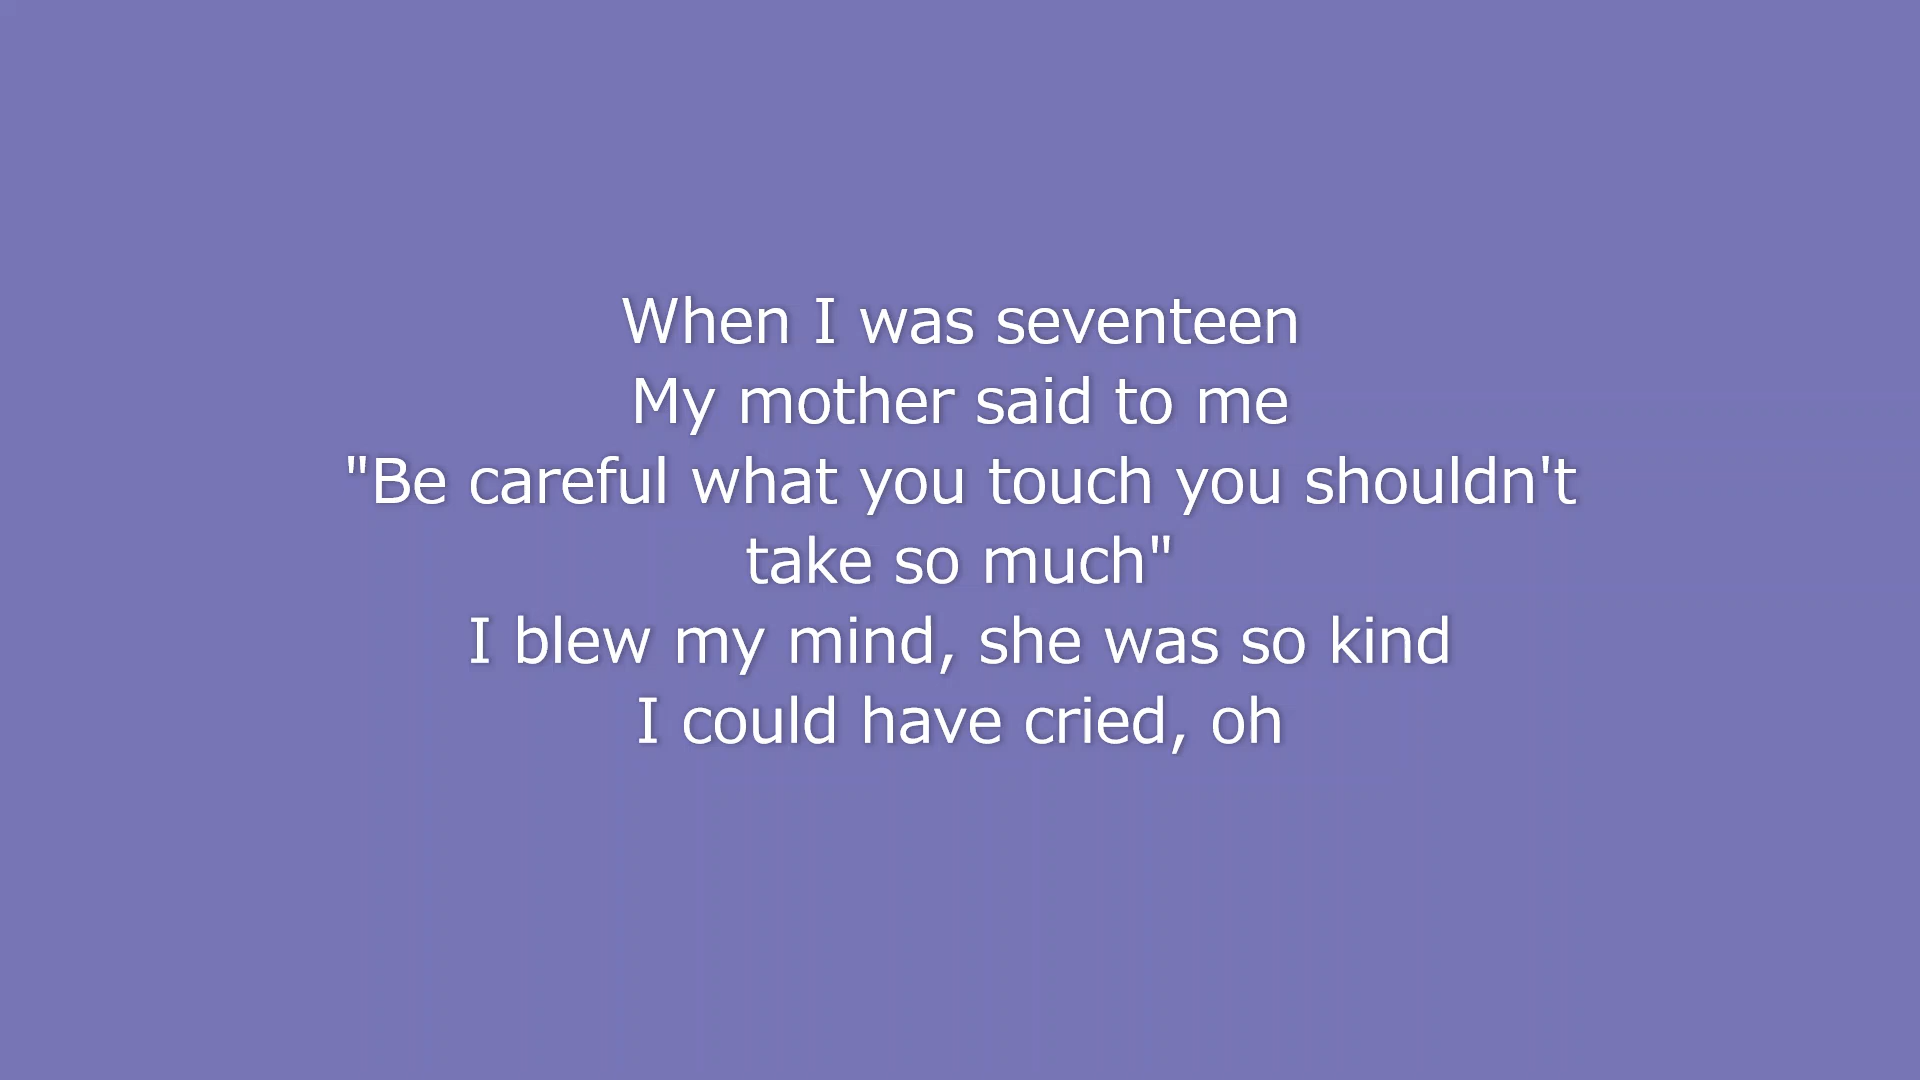 When I was seventeen
My mother said to me
"Be careful what you touch you shouldn't
take so much"
I blew my mind, she was so kind
I could have cried, oh